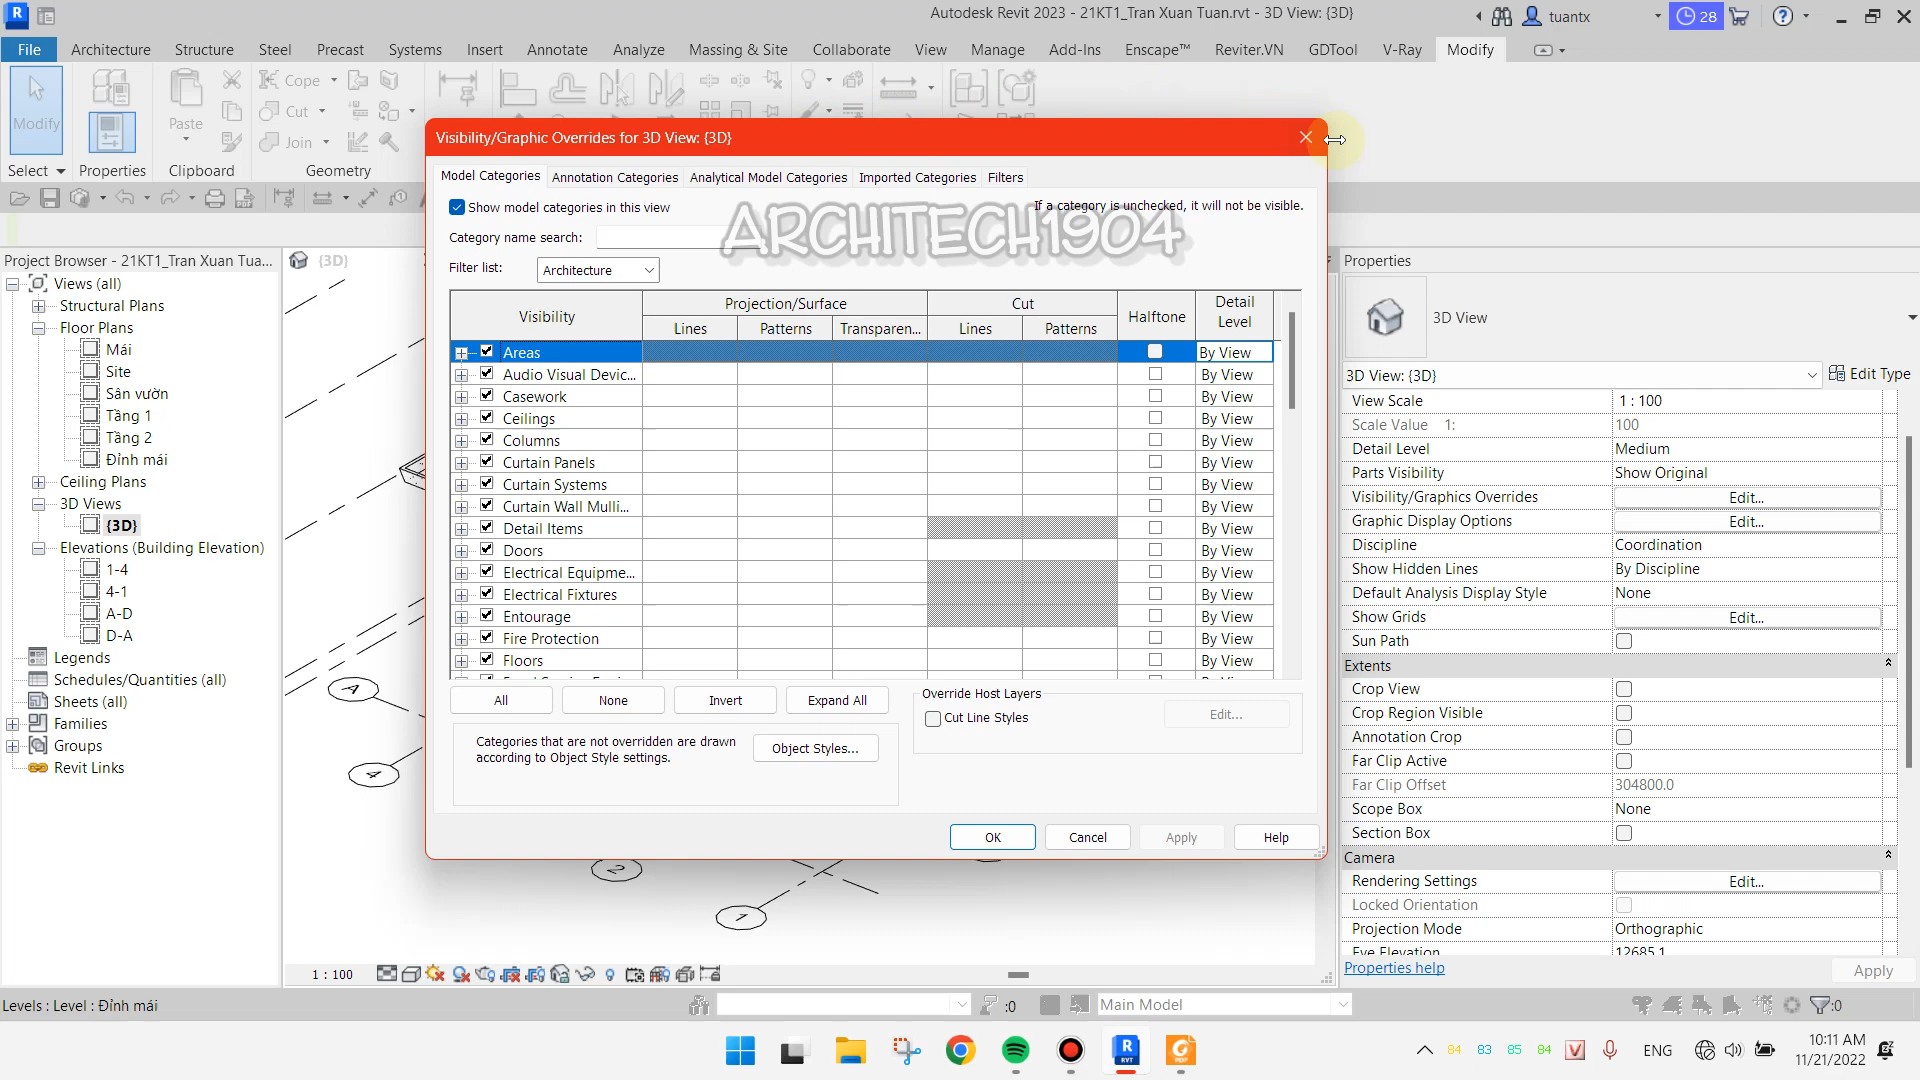 Autodesk Revit 2023 - 21KT1_Tran Xuan Tuan.rvt - 3D View: {3D}
tuantx
28
File Architecture Structure Steel Precast Systems Insert Annotate Analyze Massing & Site Collaborate View Manage Add-Ins Enscape™ Reviter.VN GDTool V-Ray Modify
Modify
Paste
Cope
Cut
Join
Select Properties Clipboard Geometry
Project Browser - 21KT1_Tran Xuan Tua...
Views (all)
Structural Plans
Floor Plans
Mái
Site
Sân vườn
Tầng 1
Tầng 2
Đỉnh mái
Ceiling Plans
3D Views
{3D}
Elevations (Building Elevation)
1-4
4-1
A-D
D-A
Legends
Schedules/Quantities (all)
Sheets (all)
Families
Groups
Revit Links
{3D}
A
4
2
1
Visibility/Graphic Overrides for 3D View: {3D}
Model Categories Annotation Categories Analytical Model Categories Imported Categories Filters
Show model categories in this view
If a category is unchecked, it will not be visible.
ARCHITECH1904
Category name search:
Filter list: Architecture
Visibility Projection/Surface Cut Halftone Detail Level
Lines Patterns Transparen... Lines Patterns
Areas By View
Audio Visual Devic... By View
Casework By View
Ceilings By View
Columns By View
Curtain Panels By View
Curtain Systems By View
Curtain Wall Mulli... By View
Detail Items By View
Doors By View
Electrical Equipme... By View
Electrical Fixtures By View
Entourage By View
Fire Protection By View
Floors By View
All None Invert Expand All
Override Host Layers
Cut Line Styles Edit...
Categories that are not overridden are drawn
according to Object Style settings.
Object Styles...
OK Cancel Apply Help
Properties
3D View
3D View: {3D} Edit Type
View Scale 1 : 100
Scale Value 1: 100
Detail Level Medium
Parts Visibility Show Original
Visibility/Graphics Overrides Edit...
Graphic Display Options Edit...
Discipline Coordination
Show Hidden Lines By Discipline
Default Analysis Display Style None
Show Grids Edit...
Sun Path
Extents
Crop View
Crop Region Visible
Annotation Crop
Far Clip Active
Far Clip Offset 304800.0
Scope Box None
Section Box
Camera
Rendering Settings Edit...
Locked Orientation
Projection Mode Orthographic
Eye Elevation 12685.1
Properties help Apply
1 : 100
Levels : Level : Đỉnh mái
:0
Main Model
:0
84 83 85 84
ENG
10:11 AM
11/21/2022